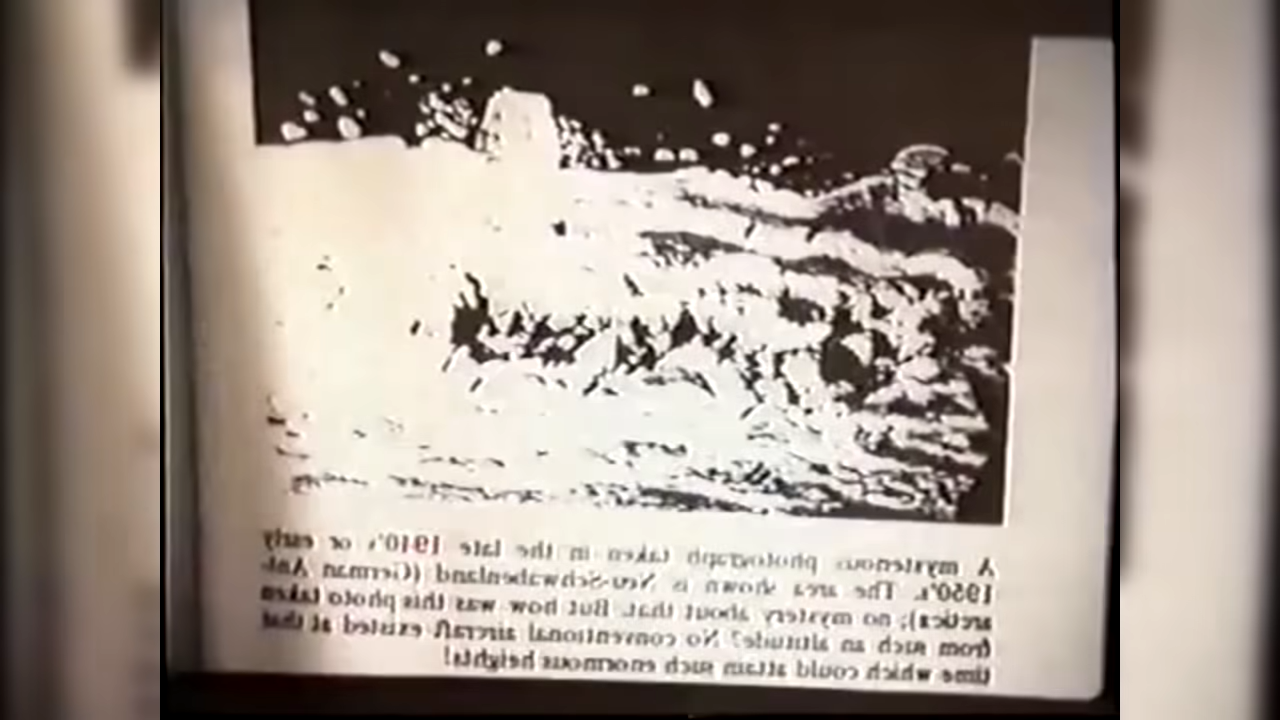 A mysterious photograph taken in the late 1940's or early
1950's. The area shown is Neu-Schwabenland (German Ant-
arctica); no mystery about that. But how was this photo taken
from such an altitude? No conventional aircraft existed at that
time which could attain such enormous heights!